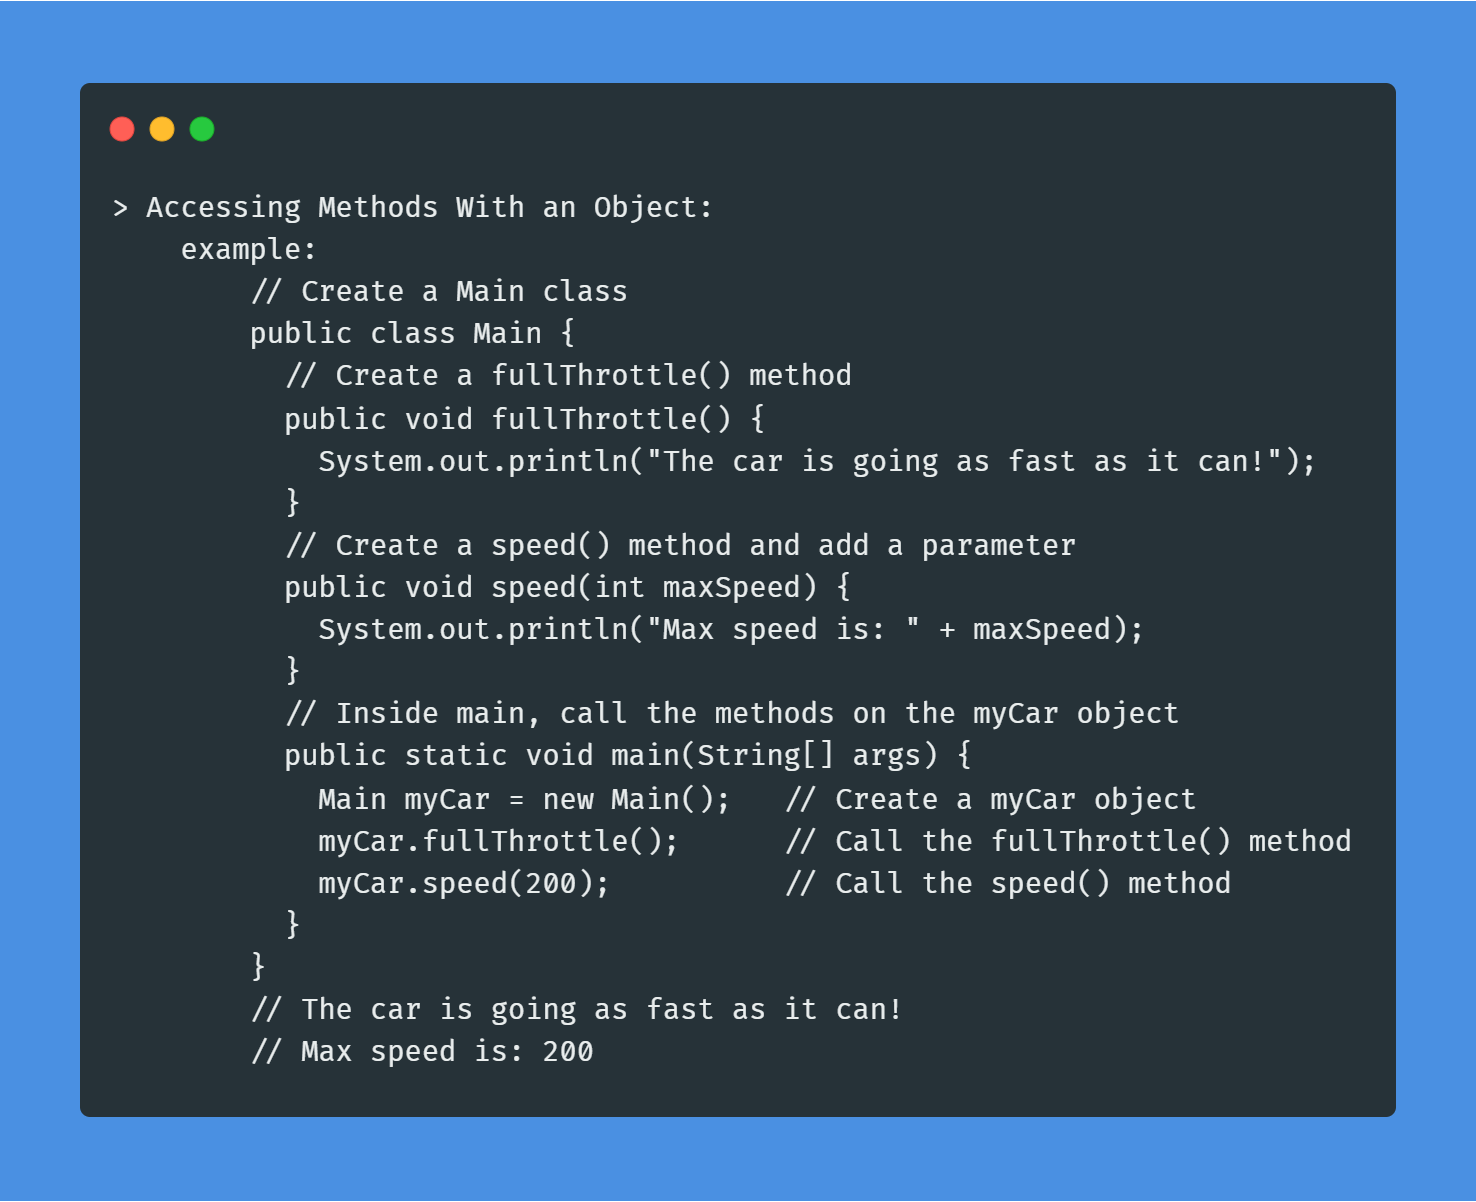 > Accessing Methods With an Object:
    example:
        // Create a Main class
        public class Main {
          // Create a fullThrottle() method
          public void fullThrottle() {
            System.out.println("The car is going as fast as it can!");
          }
          // Create a speed() method and add a parameter
          public void speed(int maxSpeed) {
            System.out.println("Max speed is: " + maxSpeed);
          }
          // Inside main, call the methods on the myCar object
          public static void main(String[] args) {
            Main myCar = new Main();   // Create a myCar object
            myCar.fullThrottle();      // Call the fullThrottle() method
            myCar.speed(200);          // Call the speed() method
          }
        }
        // The car is going as fast as it can!
        // Max speed is: 200